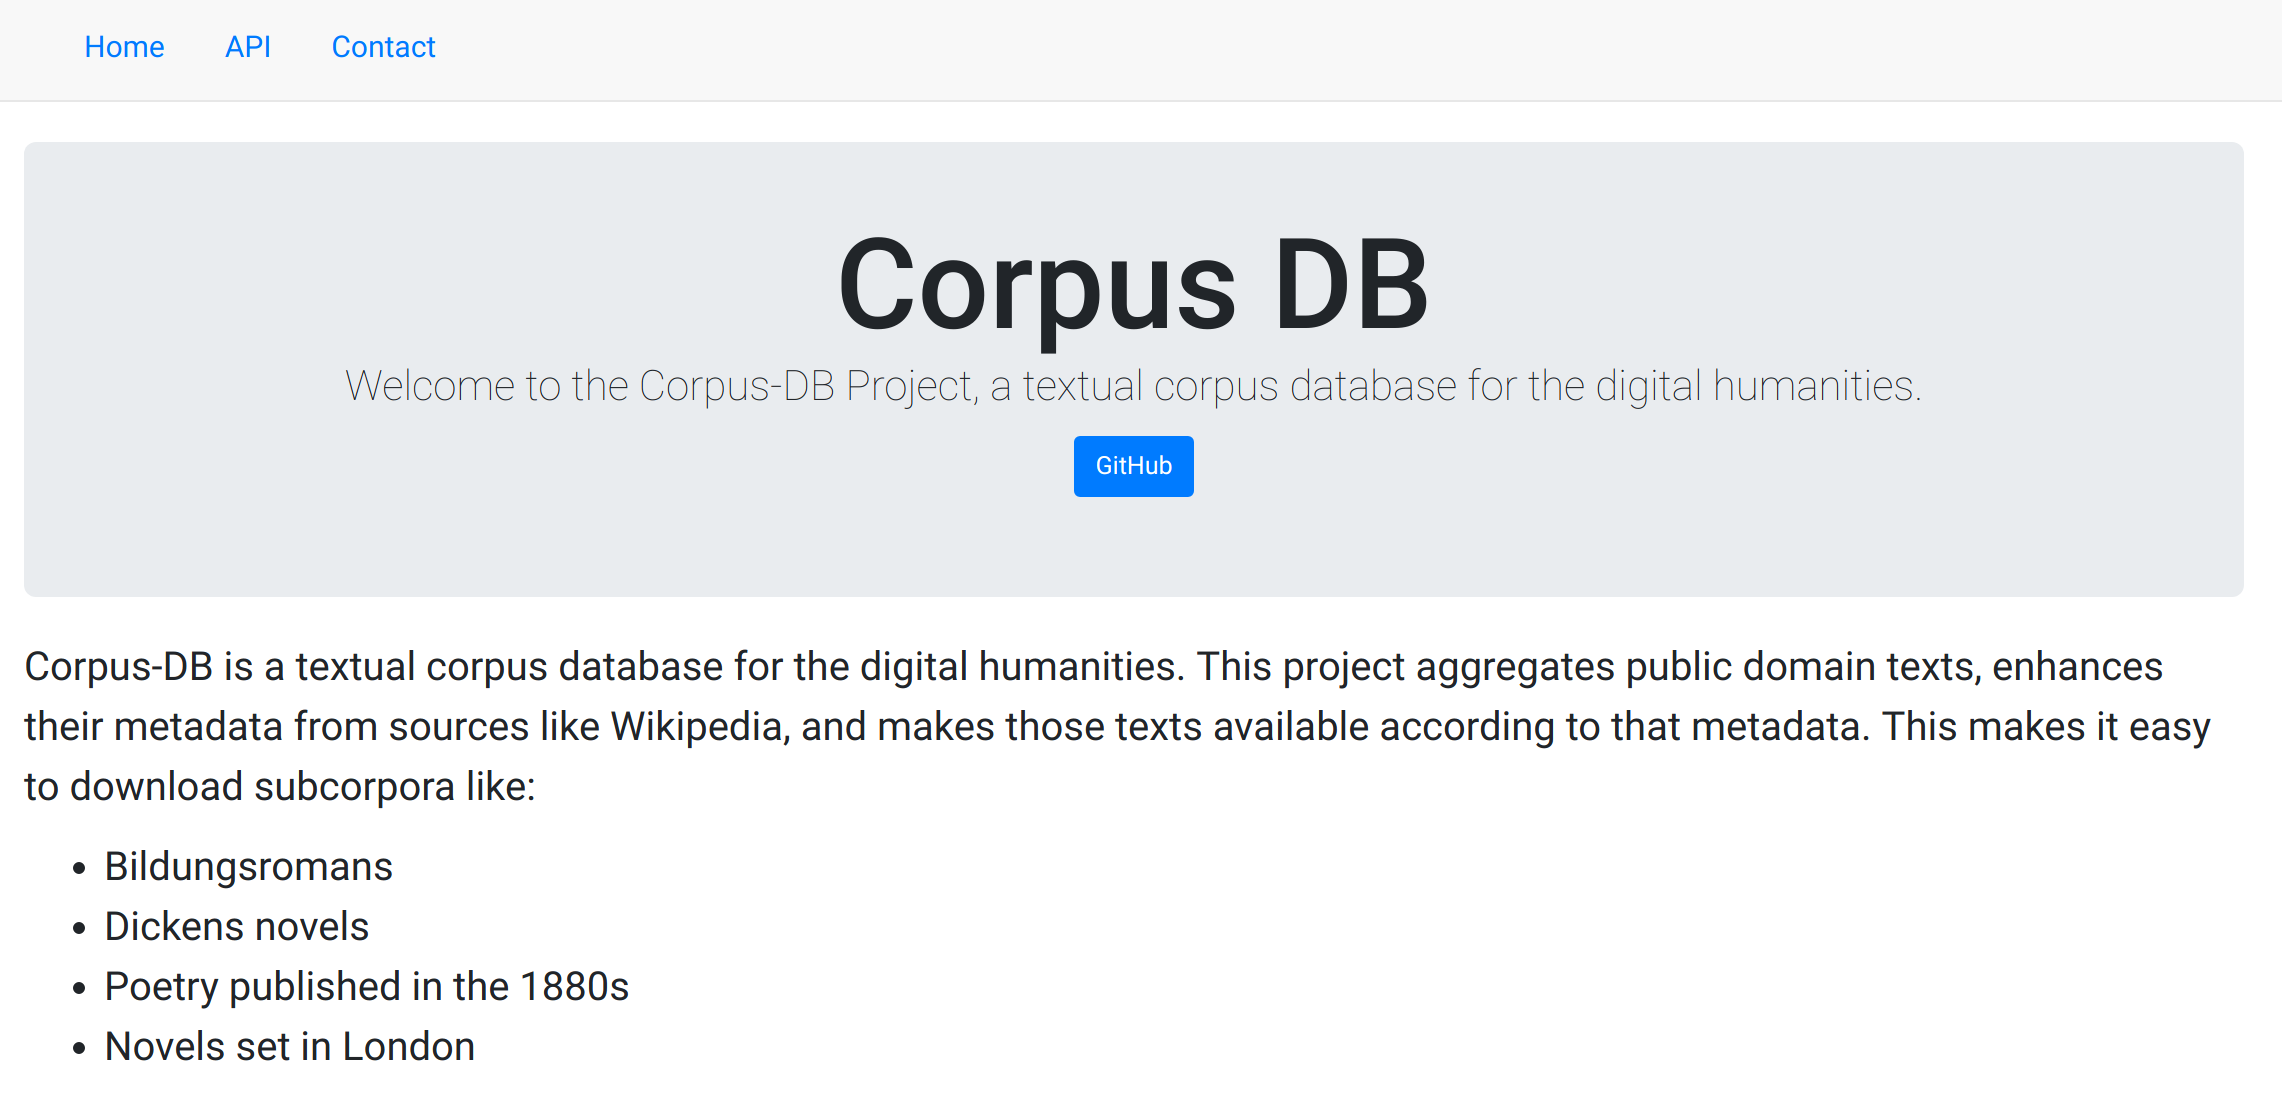 Home API Contact
Corpus DB
Welcome to the Corpus-DB Project, a textual corpus database for the digital humanities.
GitHub
Corpus-DB is a textual corpus database for the digital humanities. This project aggregates public domain texts, enhances
their metadata from sources like Wikipedia, and makes those texts available according to that metadata. This makes it easy
to download subcorpora like:
• Bildungsromans
• Dickens novels
• Poetry published in the 1880s
• Novels set in London